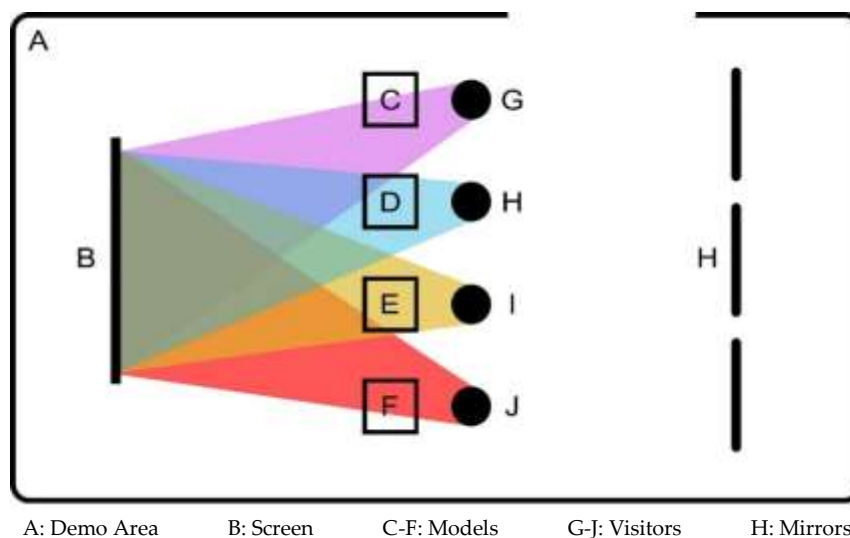 A
C G
D H
B H
E I
F J
A: Demo Area B: Screen C-F: Models G-J: Visitors H: Mirrors